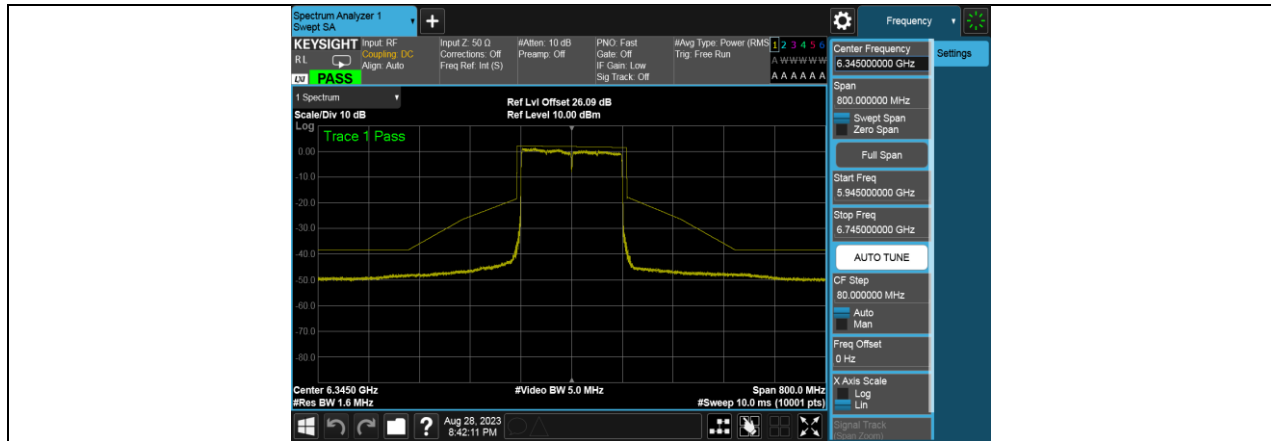 Spectrum Analyzer 1
Swept SA
Frequency
KEYSIGHT
RL
LXI
PASS
Input: RF
Coupling: DC
Align: Auto
Input Z: 50 Ω
Corrections: Off
Freq Ref: Int (S)
#Atten: 10 dB
Preamp: Off
PNO: Fast
Gate: Off
IF Gain: Low
Sig Track: Off
#Avg Type: Power (RMS
Trig: Free Run
1 2 3 4 5 6
A W W W W W
A A A A A A
1 Spectrum
Scale/Div 10 dB
Ref Lvl Offset 26.09 dB
Ref Level 10.00 dBm
Log
Trace 1 Pass
0.00
-10.0
-20.0
-30.0
-40.0
-50.0
-60.0
-70.0
-80.0
Center 6.3450 GHz
#Res BW 1.6 MHz
#Video BW 5.0 MHz
Span 800.0 MHz
#Sweep 10.0 ms (10001 pts)
?
Aug 28, 2023
8:42:11 PM
Settings
Center Frequency
6.345000000 GHz
Span
800.000000 MHz
Swept Span
Zero Span
Full Span
Start Freq
5.945000000 GHz
Stop Freq
6.745000000 GHz
AUTO TUNE
CF Step
80.000000 MHz
Auto
Man
Freq Offset
0 Hz
X Axis Scale
Log
Lin
Signal Track
(Span Zoom)